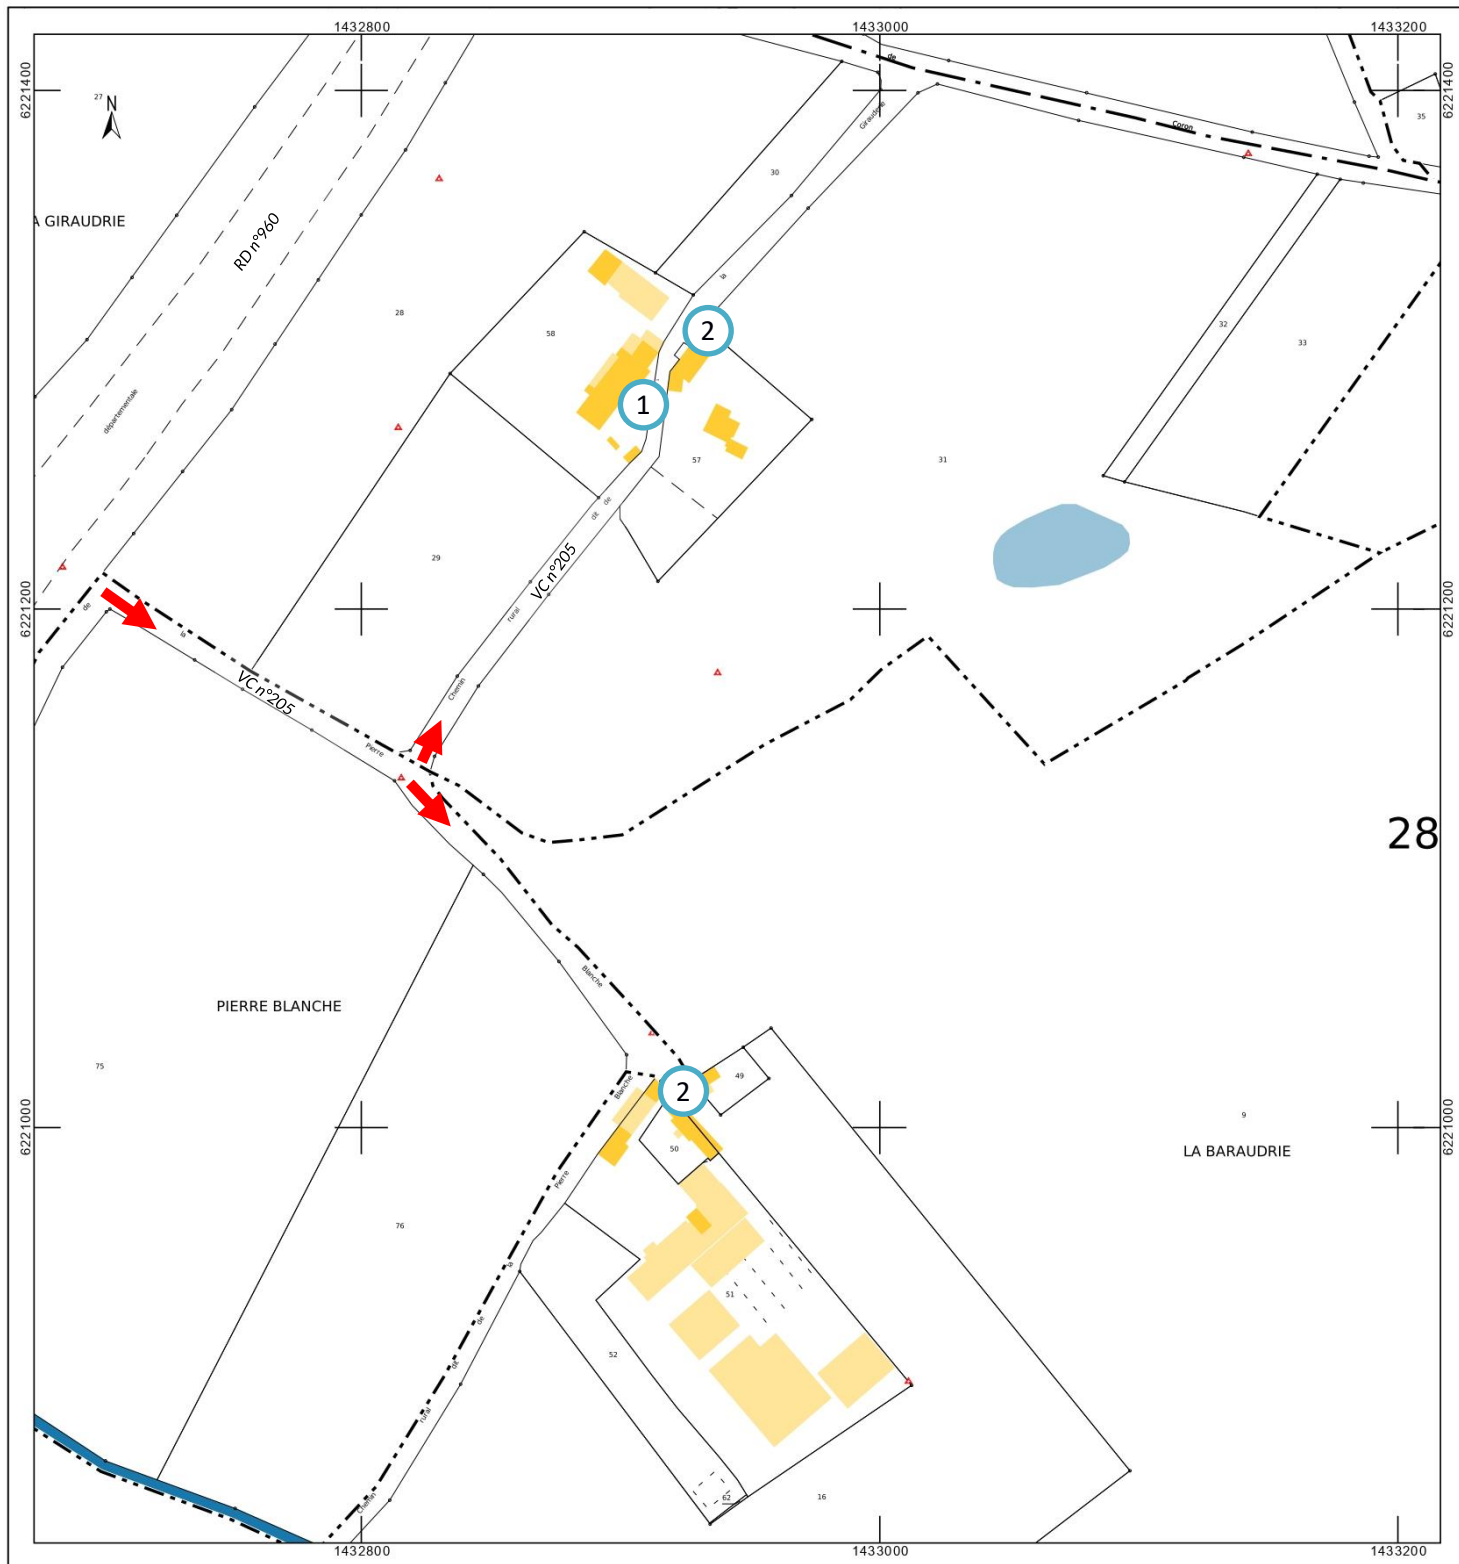 1432800
1433000
1433200
6221400
6221400
27
N
de
35
Giraudrie
Coron
30
A GIRAUDRIE
RD n°960
la
28
58
2
32
33
1
départementale
57
31
de
dit
29
VC n°205
rural
6221200
6221200
de
la
VC n°205
Chemin
Pierre
28
Blanche
PIERRE BLANCHE
75
49
2
Blanche
6221000
6221000
9
50
LA BARAUDRIE
Pierre
76
la
51
de
52
dit
rural
62
16
Chemin
1432800
1433000
1433200